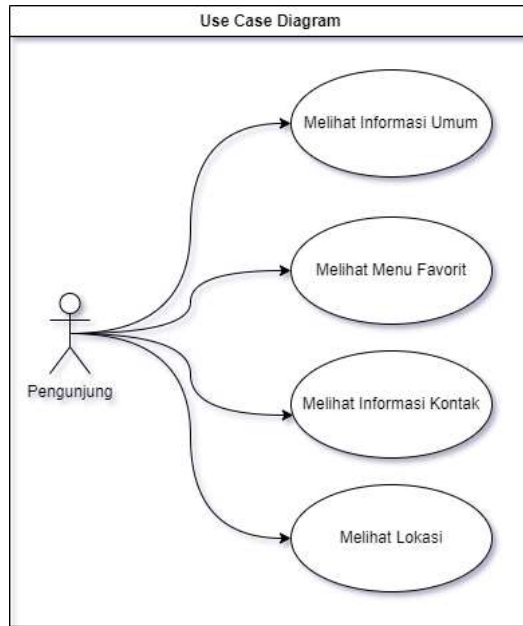 Use Case Diagram
Melihat Informasi Umum
Melihat Menu Favorit
Pengunjung
Melihat Informasi Kontak
Melihat Lokasi